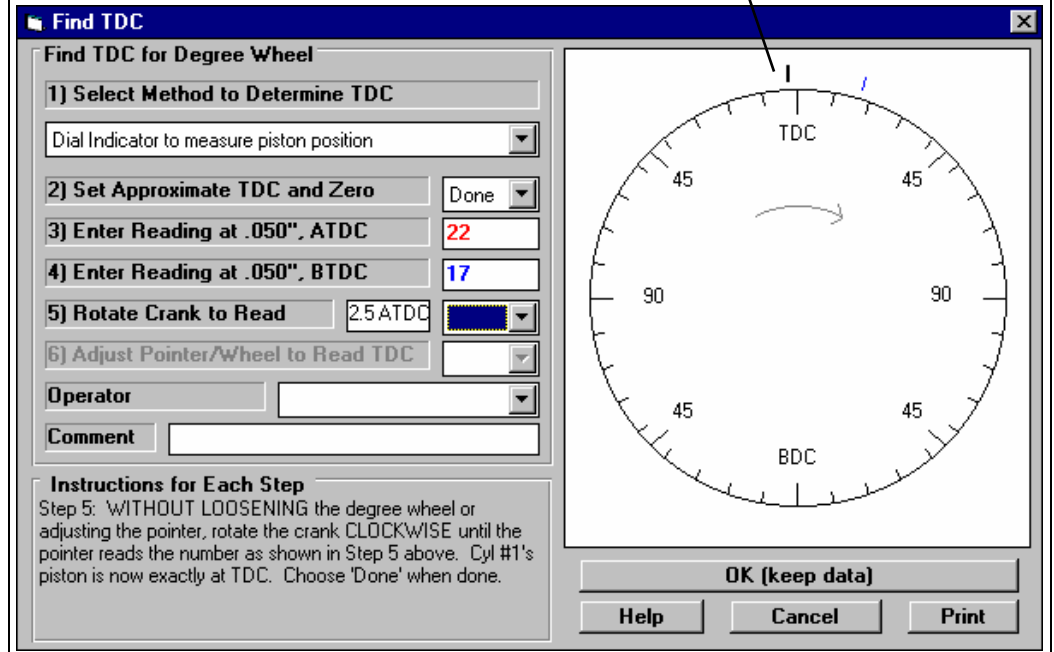 Find TDC
Find TDC for Degree Wheel
1) Select Method to Determine TDC
Dial Indicator to measure piston position
2) Set Approximate TDC and Zero
Done
3) Enter Reading at .050", ATDC
22
4) Enter Reading at .050", BTDC
17
5) Rotate Crank to Read
2.5 ATDC
6) Adjust Pointer/Wheel to Read TDC
Operator
Comment
Instructions for Each Step
Step 5: WITHOUT LOOSENING the degree wheel or
adjusting the pointer, rotate the crank CLOCKWISE until the
pointer reads the number as shown in Step 5 above. Cyl #1's
piston is now exactly at TDC. Choose 'Done' when done.
TDC
45
45
90
90
45
45
BDC
OK (keep data)
Help
Cancel
Print